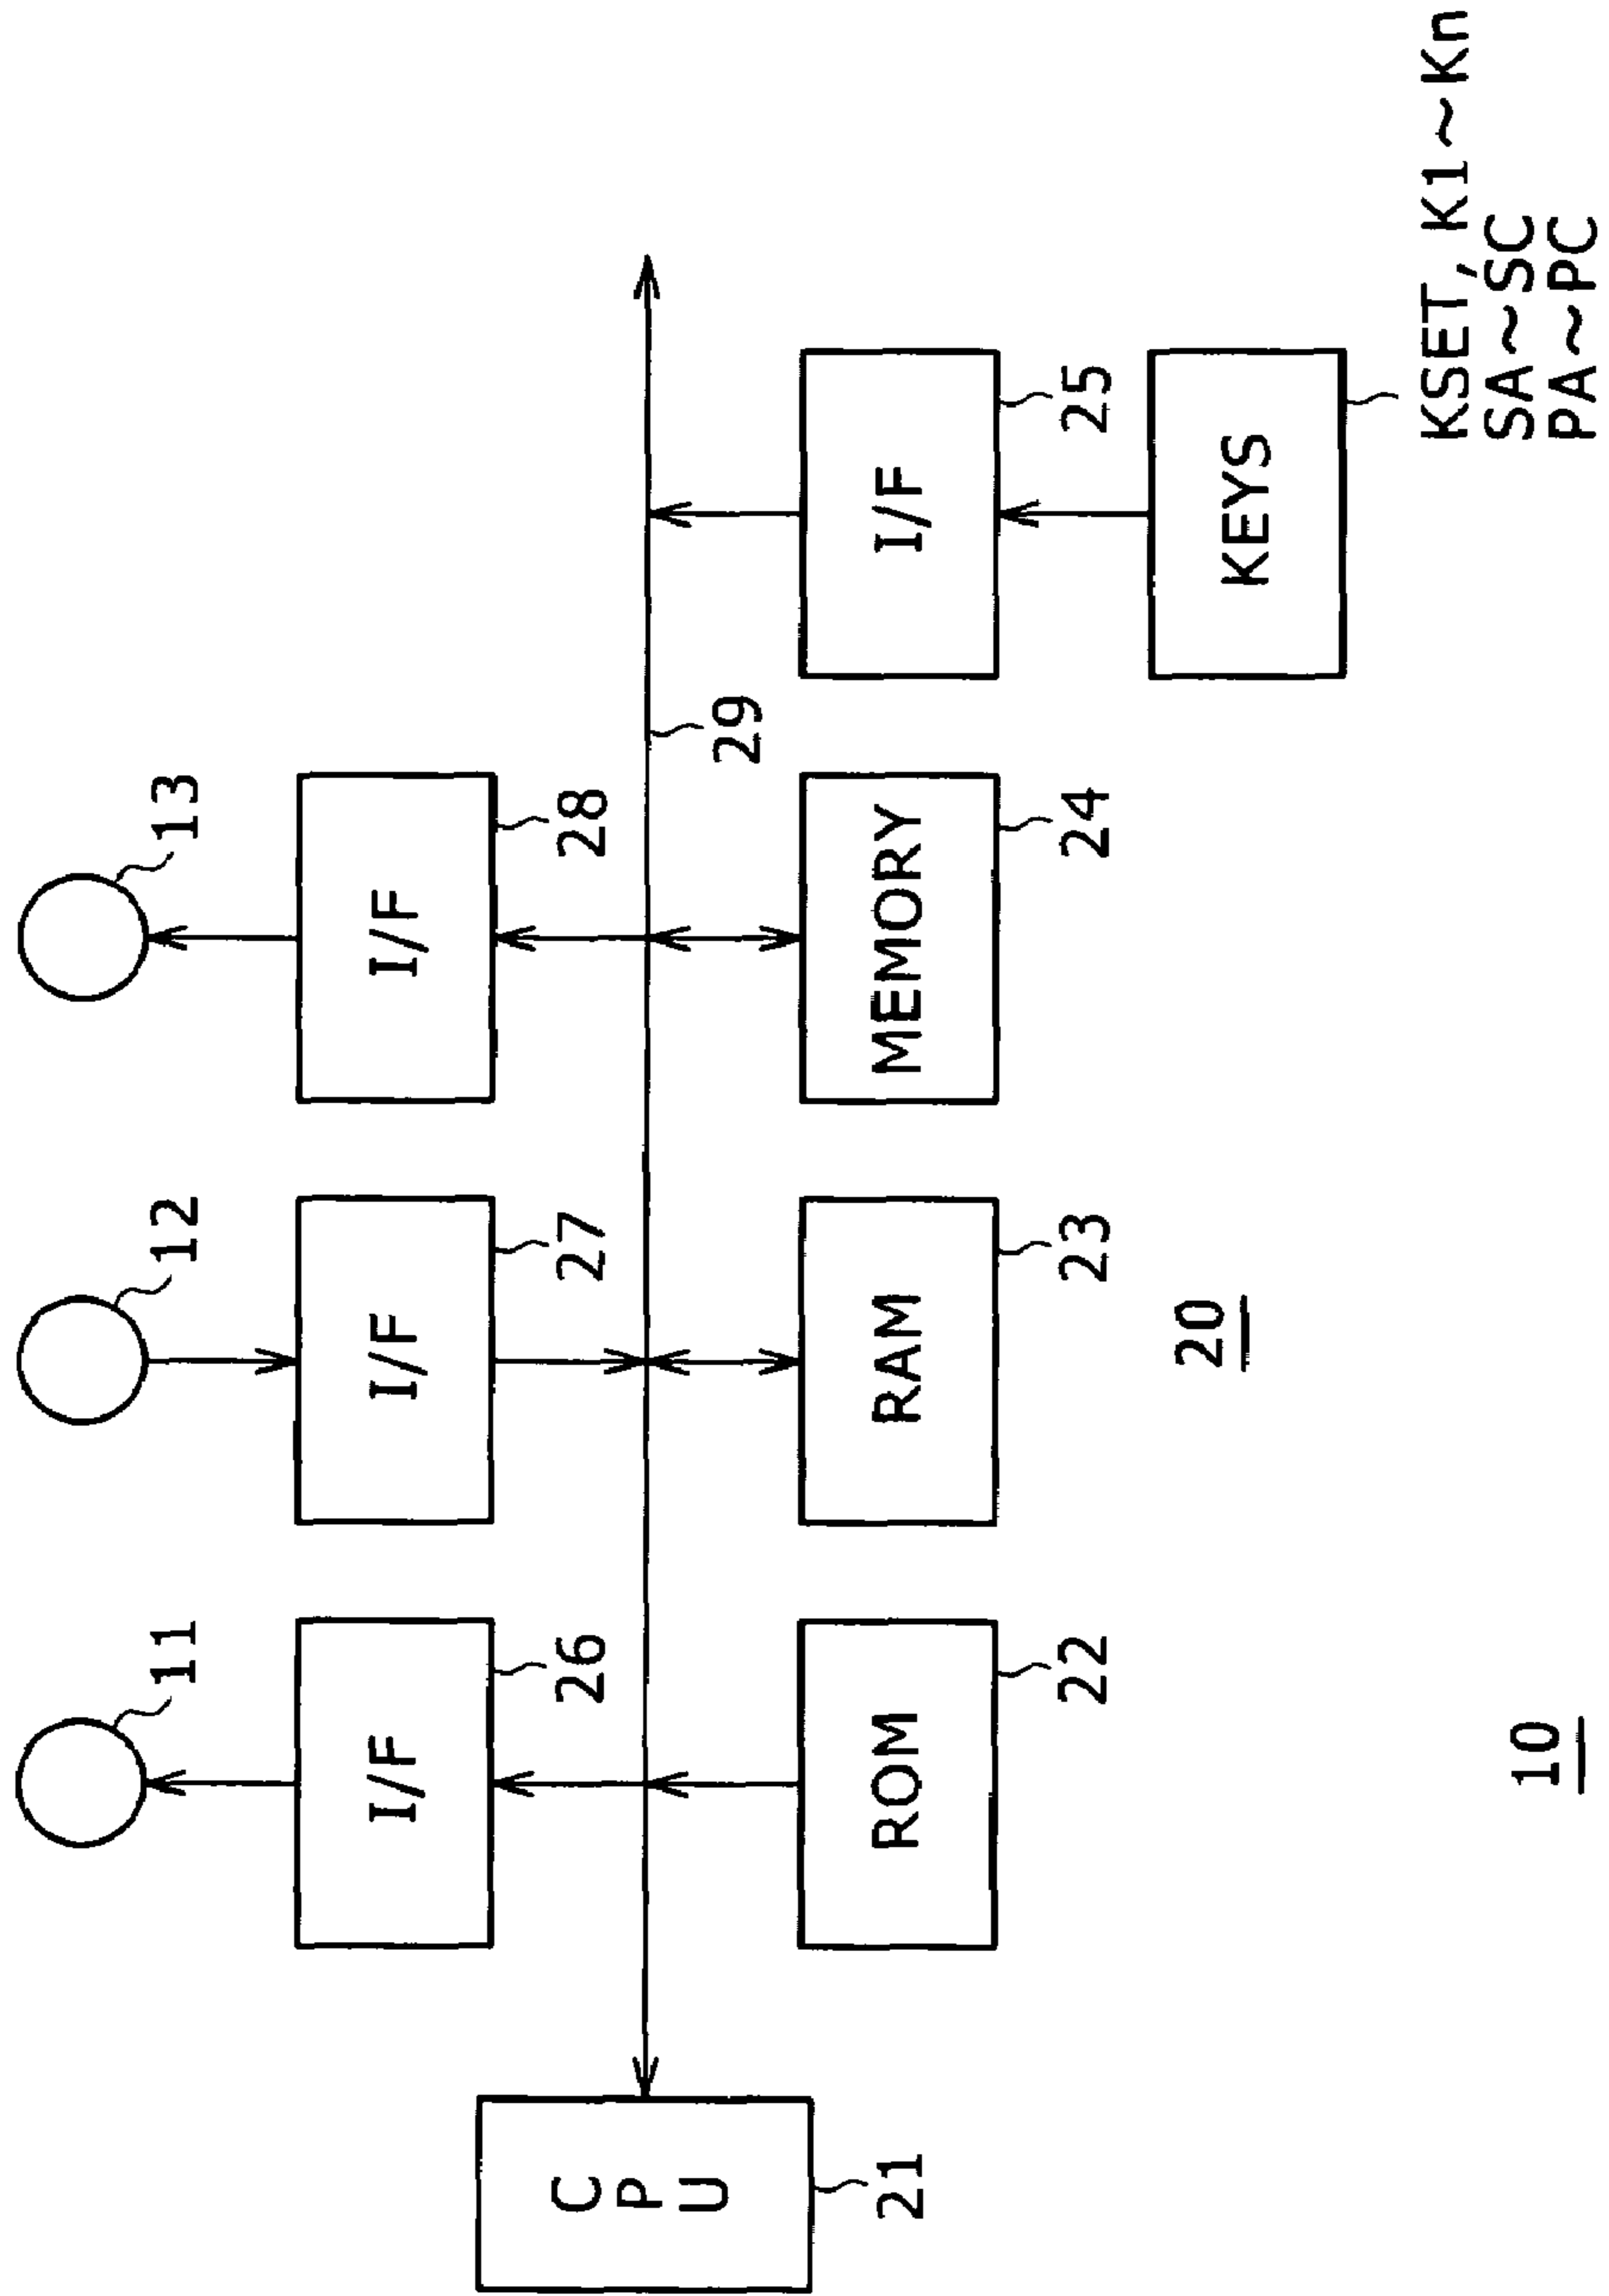 11
12
13
I/F
26
I/F
27
I/F
28
CPU
21
29
ROM
22
RAM
23
MEMORY
24
I/F
25
20
KEYS
KSET, K1~Kn
SA~SC
PA~PC
10